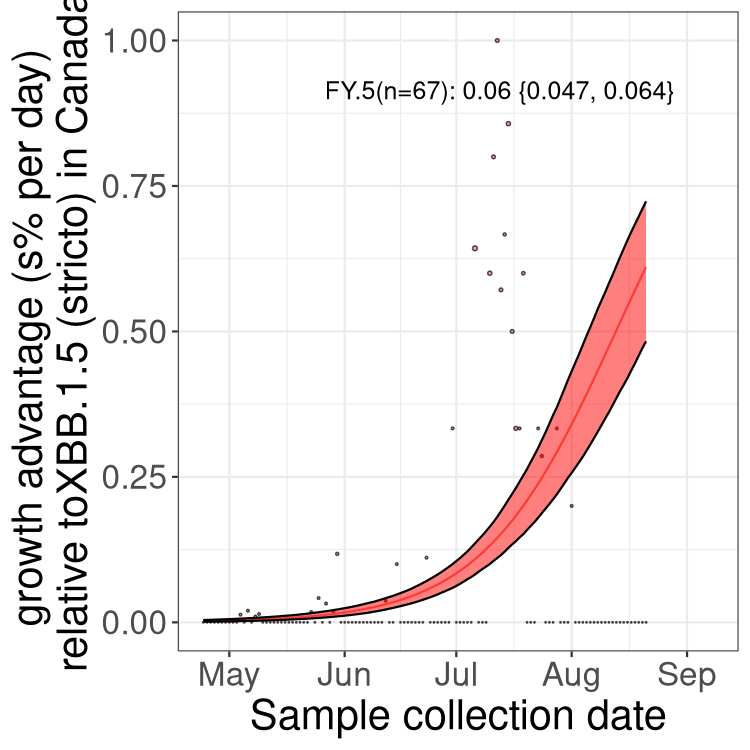 growth advantage (s% per day)
relative toXBB.1.5 (stricto) in Canada
1.00
0.75
0.50
0.25
0.00
FY.5(n=67): 0.06 {0.047, 0.064}
May Jun Jul Aug Sep
Sample collection date